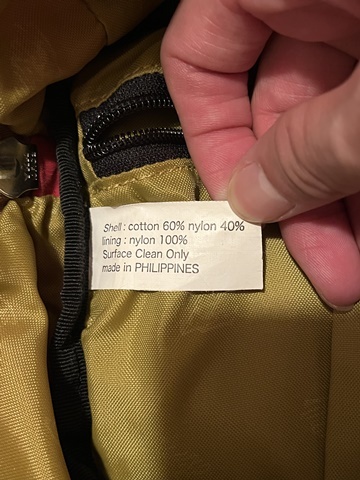 Shell : cotton 60% nylon 40%
lining : nylon 100%
Surface Clean Only
made in PHILIPPINES